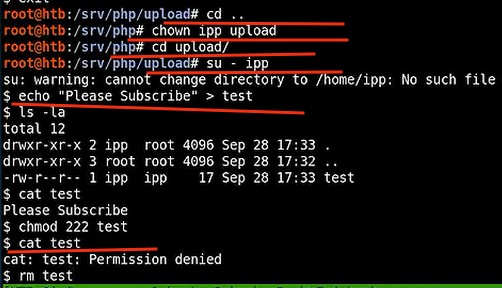 root@htb:/srv/php/upload# cd ..
root@htb:/srv/php# chown ipp upload
root@htb:/srv/php# cd upload/
root@htb:/srv/php/upload# su - ipp
su: warning: cannot change directory to /home/ipp: No such file
$ echo "Please Subscribe" > test
$ ls -la
total 12
drwxr-xr-x 2 ipp  root 4096 Sep 28 17:33 .
drwxr-xr-x 3 root root 4096 Sep 28 17:32 ..
-rw-r--r-- 1 ipp  ipp    17 Sep 28 17:33 test
$ cat test
Please Subscribe
$ chmod 222 test
$ cat test
cat: test: Permission denied
$ rm test